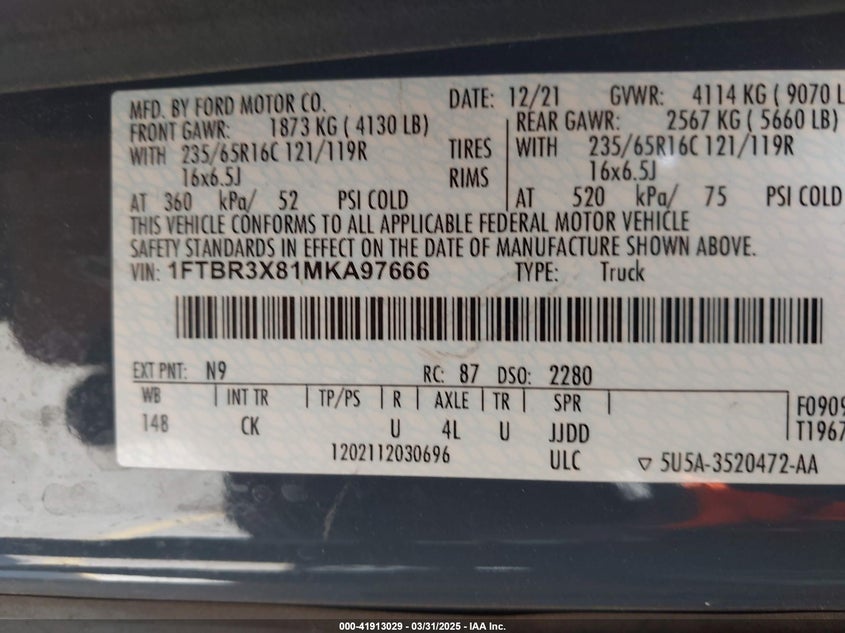 MFD. BY FORD MOTOR CO. DATE: 12/21 GVWR: 4114 KG ( 9070 L
FRONT GAWR: 1873 KG ( 4130 LB) REAR GAWR: 2567 KG ( 5660 LB)
WITH 235/65R16C 121/119R TIRES WITH 235/65R16C 121/119R
16x6.5J RIMS 16x6.5J
AT 360 kPa/ 52 PSI COLD AT 520 kPa/ 75 PSI COLD
THIS VEHICLE CONFORMS TO ALL APPLICABLE FEDERAL MOTOR VEHICLE
SAFETY STANDARDS IN EFFECT ON THE DATE OF MANUFACTURE SHOWN ABOVE.
VIN: 1FTBR3X81MKA97666 TYPE: Truck
EXT PNT: N9 RC: 87 DSO: 2280
WB INT TR TP/PS R AXLE TR SPR F0909
148 CK U 4L U JJDD T1967
1202112030696 ULC 5U5A-3520472-AA
000-41913029 - 03/31/2025 - IAA Inc.